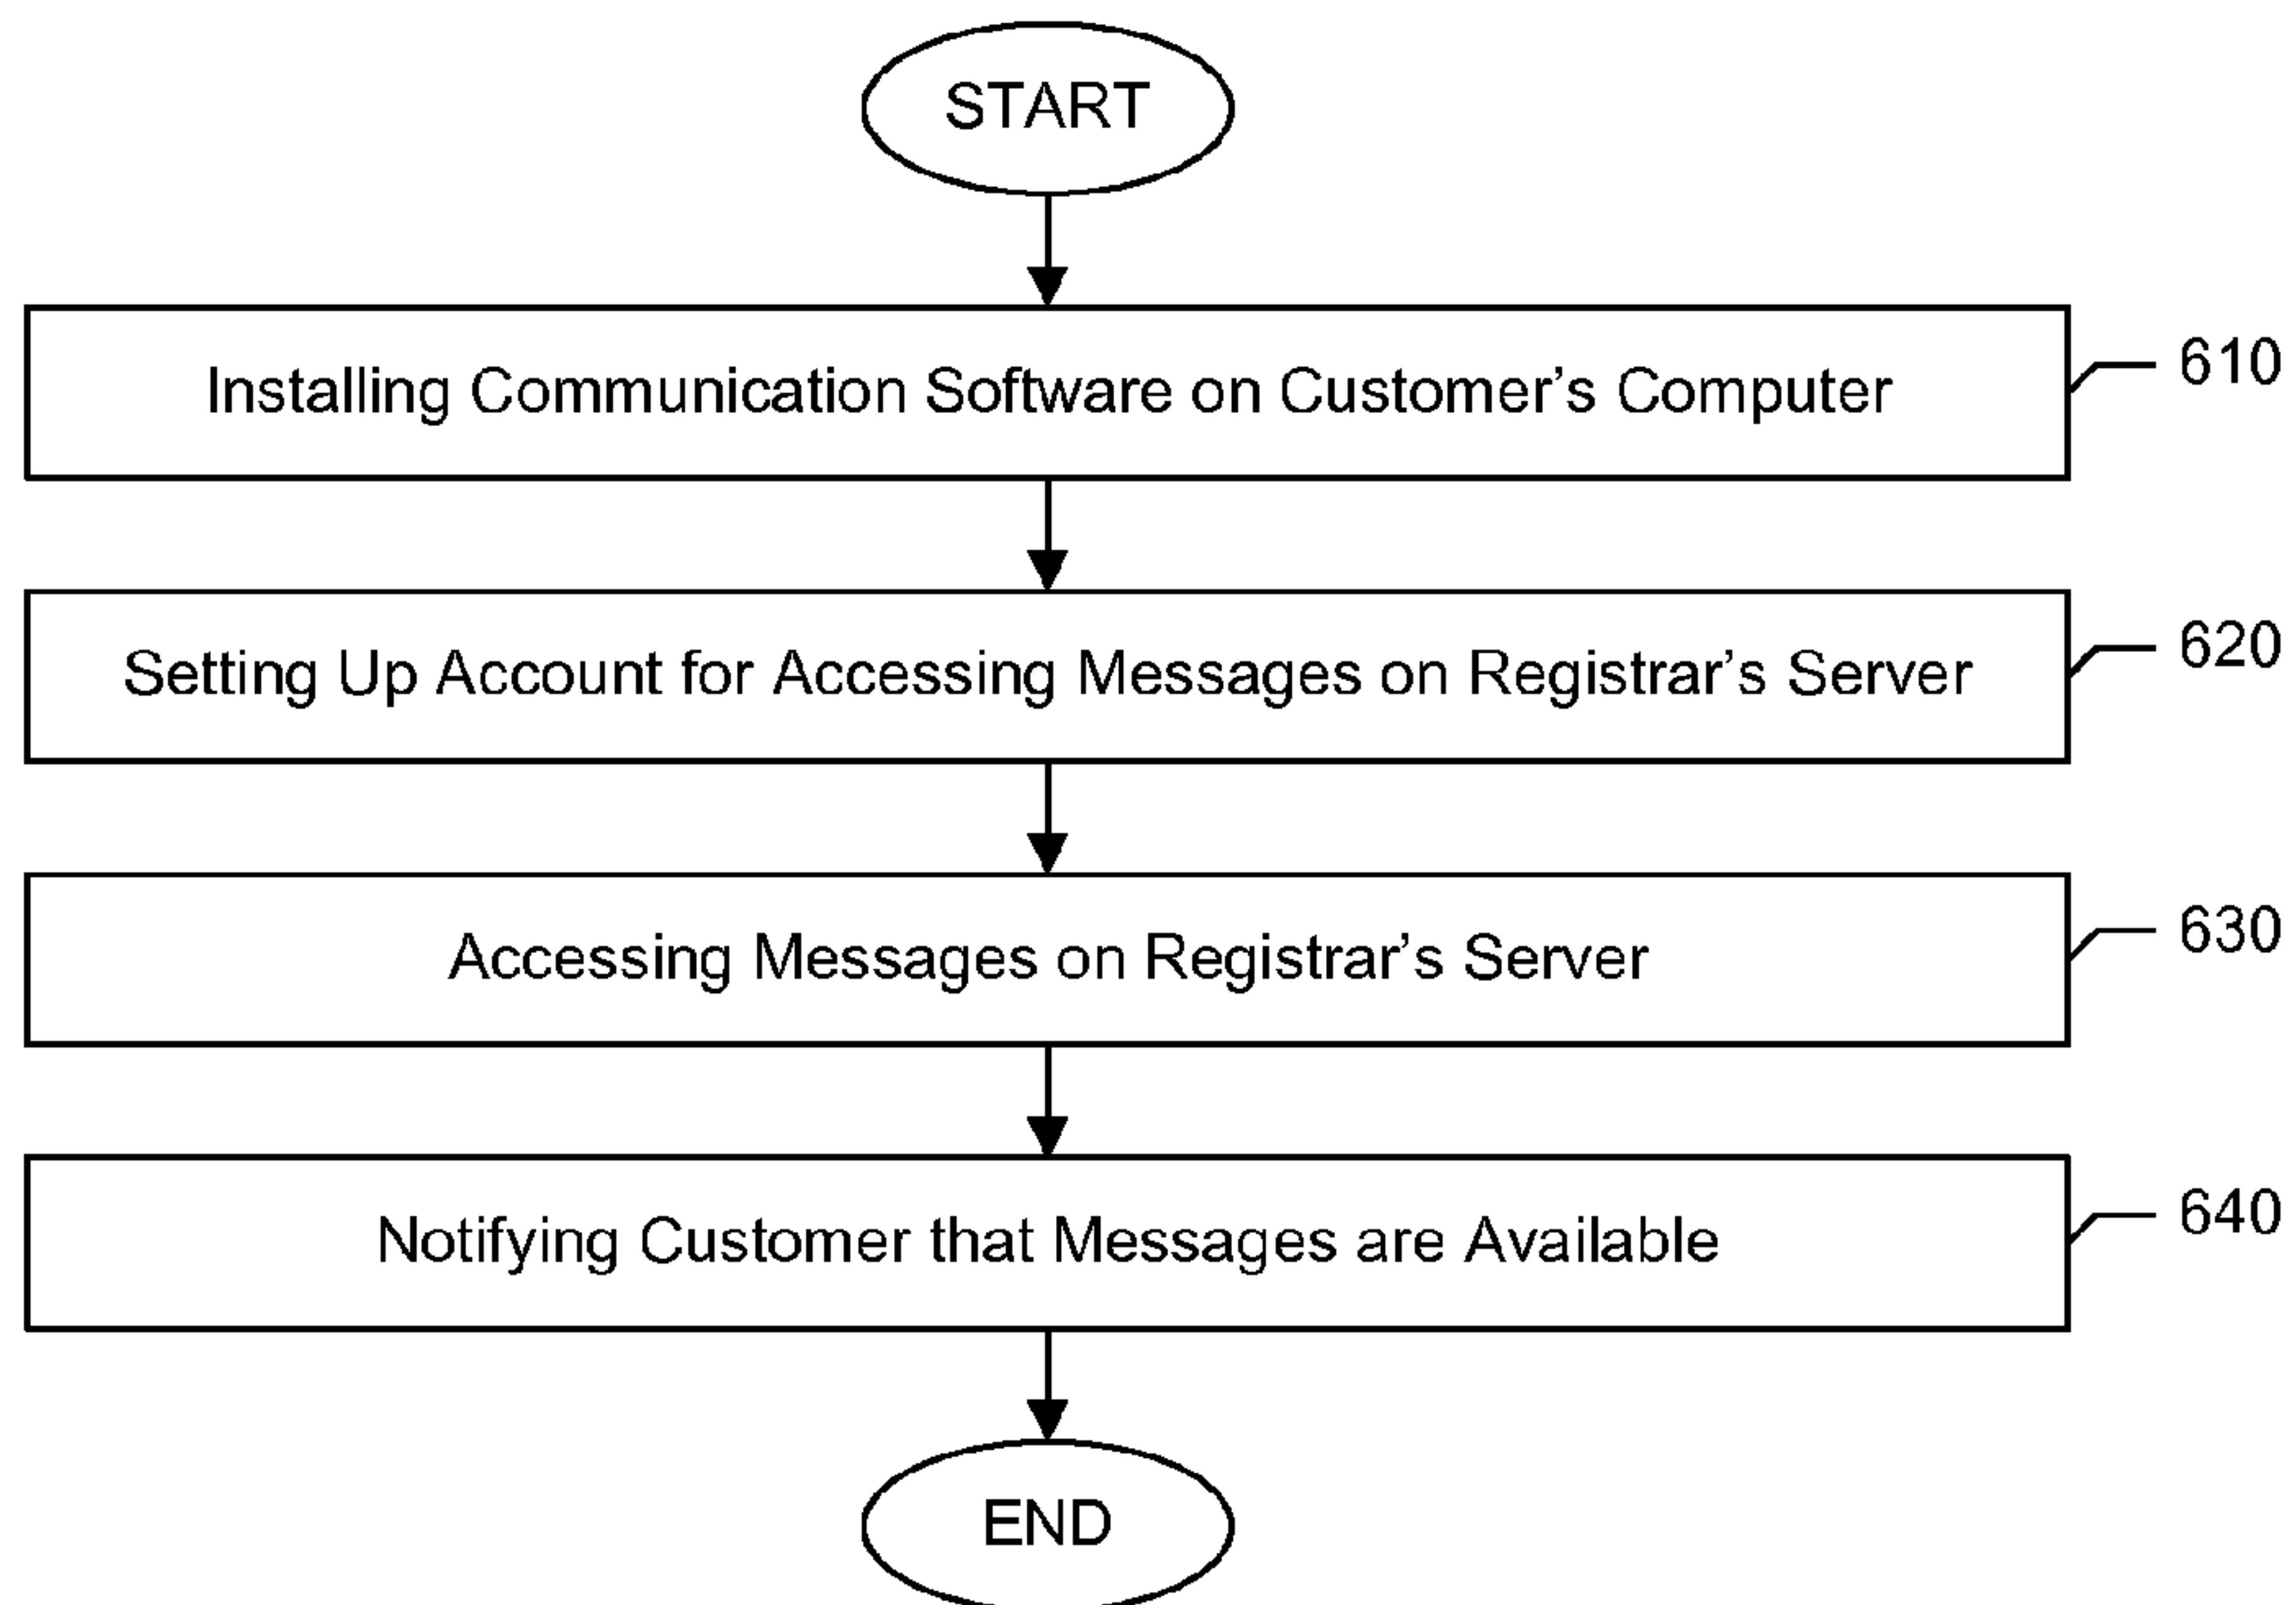 START
Installing Communication Software on Customer’s Computer
610
Setting Up Account for Accessing Messages on Registrar’s Server
620
Accessing Messages on Registrar’s Server
630
Notifying Customer that Messages are Available
640
END